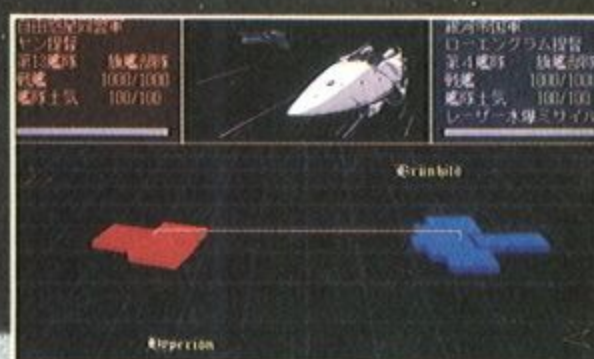 自由惑星同盟軍
ヤン提督
第13艦隊 旗艦部隊
戦艦 1000/1000
艦隊士気 100/100
銀河帝国軍
ローエングラム提督
第4艦隊 旗艦部隊
戦艦 1000/1000
艦隊士気 100/100
レーザー水爆ミサイル
Brünhild
Hyperion